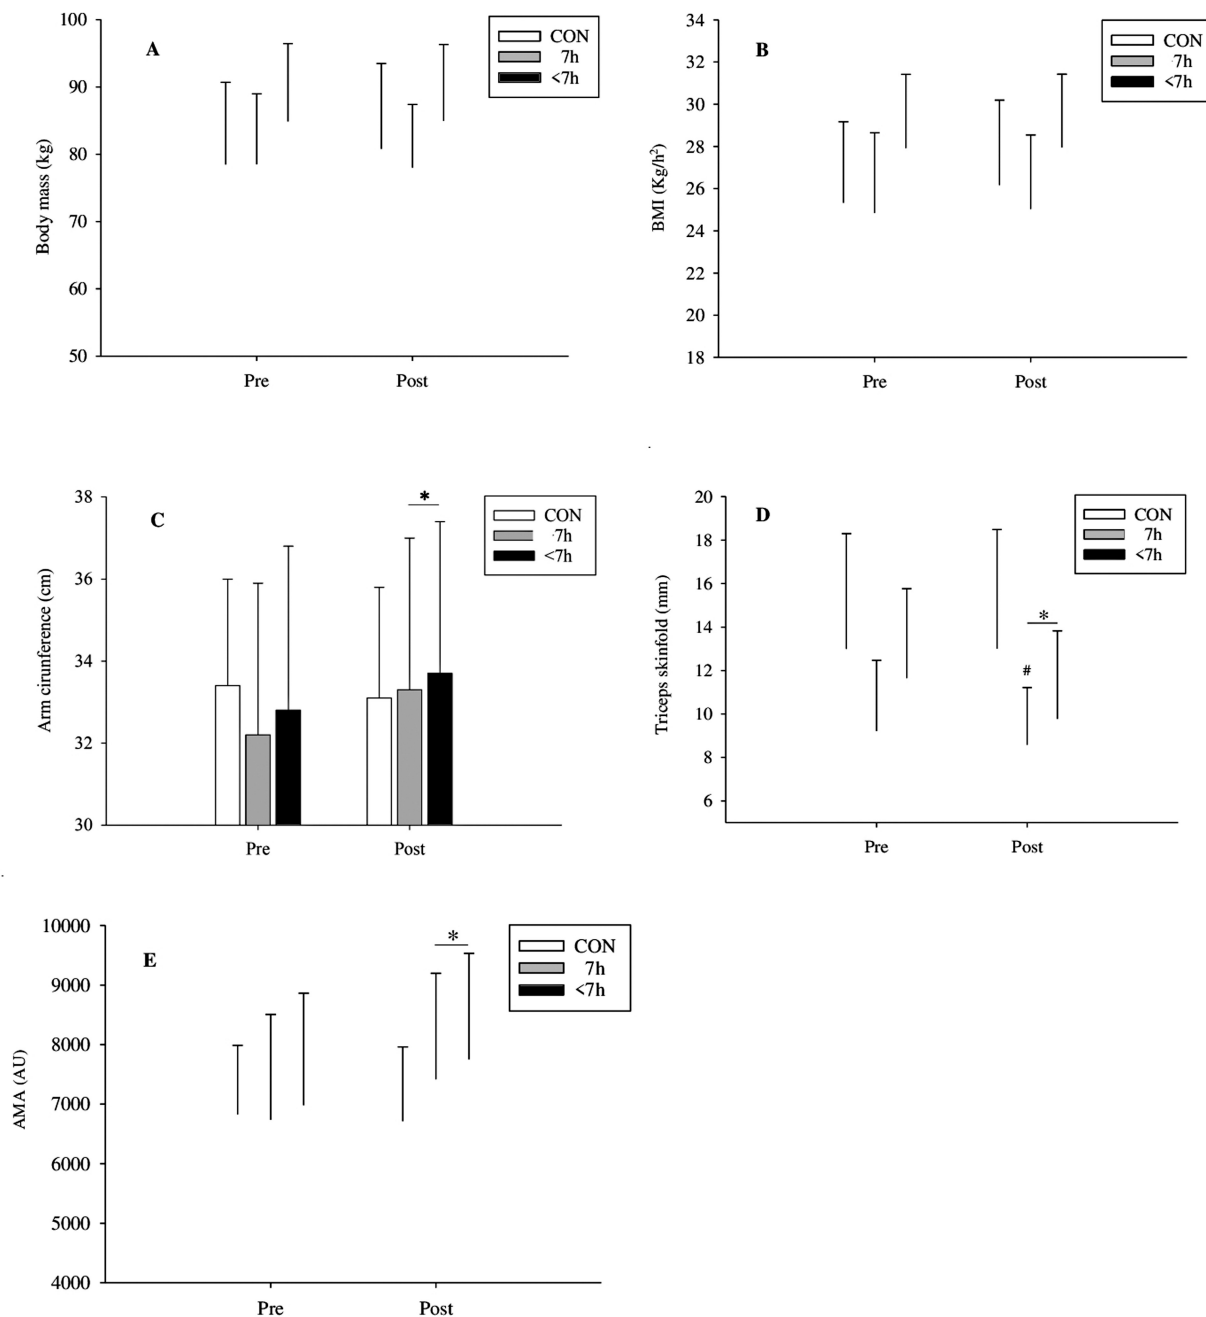 A
100
90
80
70
60
50
Body mass (kg)
Pre
Post
CON
7h
<7h
B
34
32
30
28
26
24
22
20
18
BMI (Kg/h²)
Pre
Post
CON
7h
<7h
C
38
36
34
32
30
Arm cirunference (cm)
*
Pre
Post
CON
7h
<7h
D
20
18
16
14
12
10
8
6
Triceps skinfold (mm)
*
#
Pre
Post
CON
7h
<7h
E
10000
9000
8000
7000
6000
5000
4000
AMA (AU)
*
Pre
Post
CON
7h
<7h